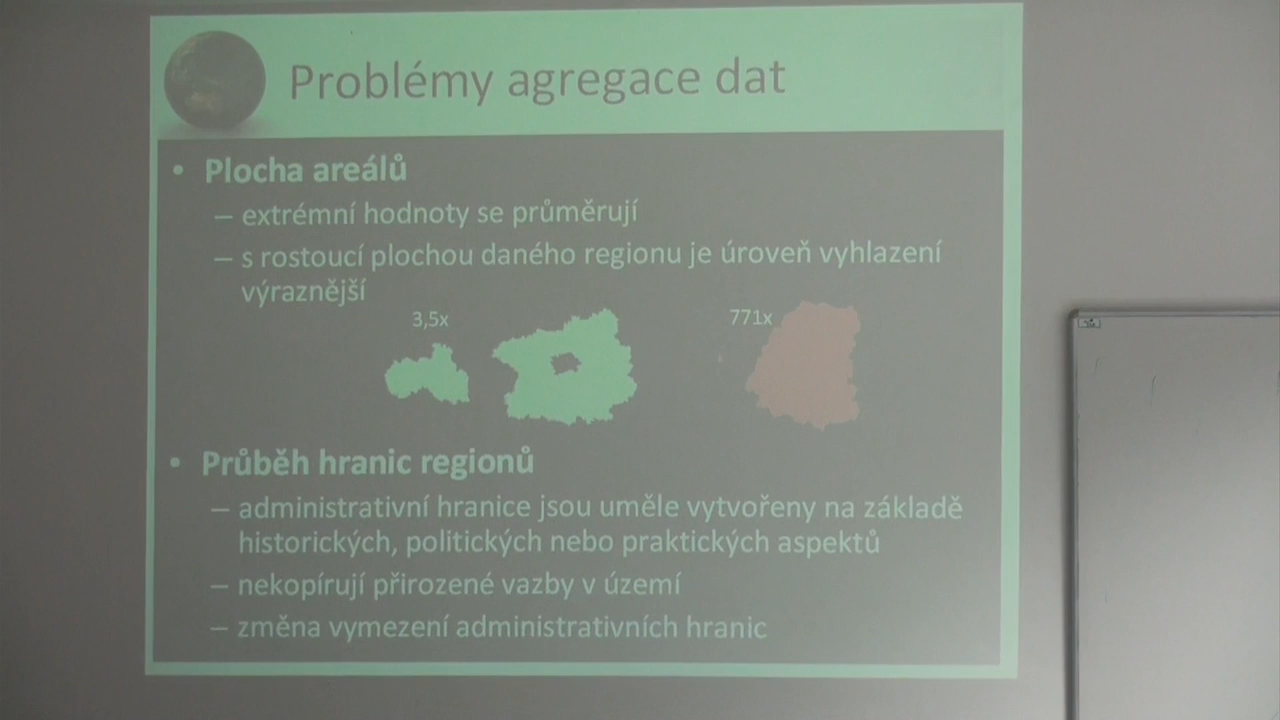 Problémy agregace dat
• Plocha areálů
– extrémní hodnoty se průměrují
– s rostoucí plochou daného regionu je úroveň vyhlazení
výraznější
3,5x
771x
• Průběh hranic regionů
– administrativní hranice jsou uměle vytvořeny na základě
historických, politických nebo praktických aspektů
– nekopírují přirozené vazby v území
– změna vymezení administrativních hranic